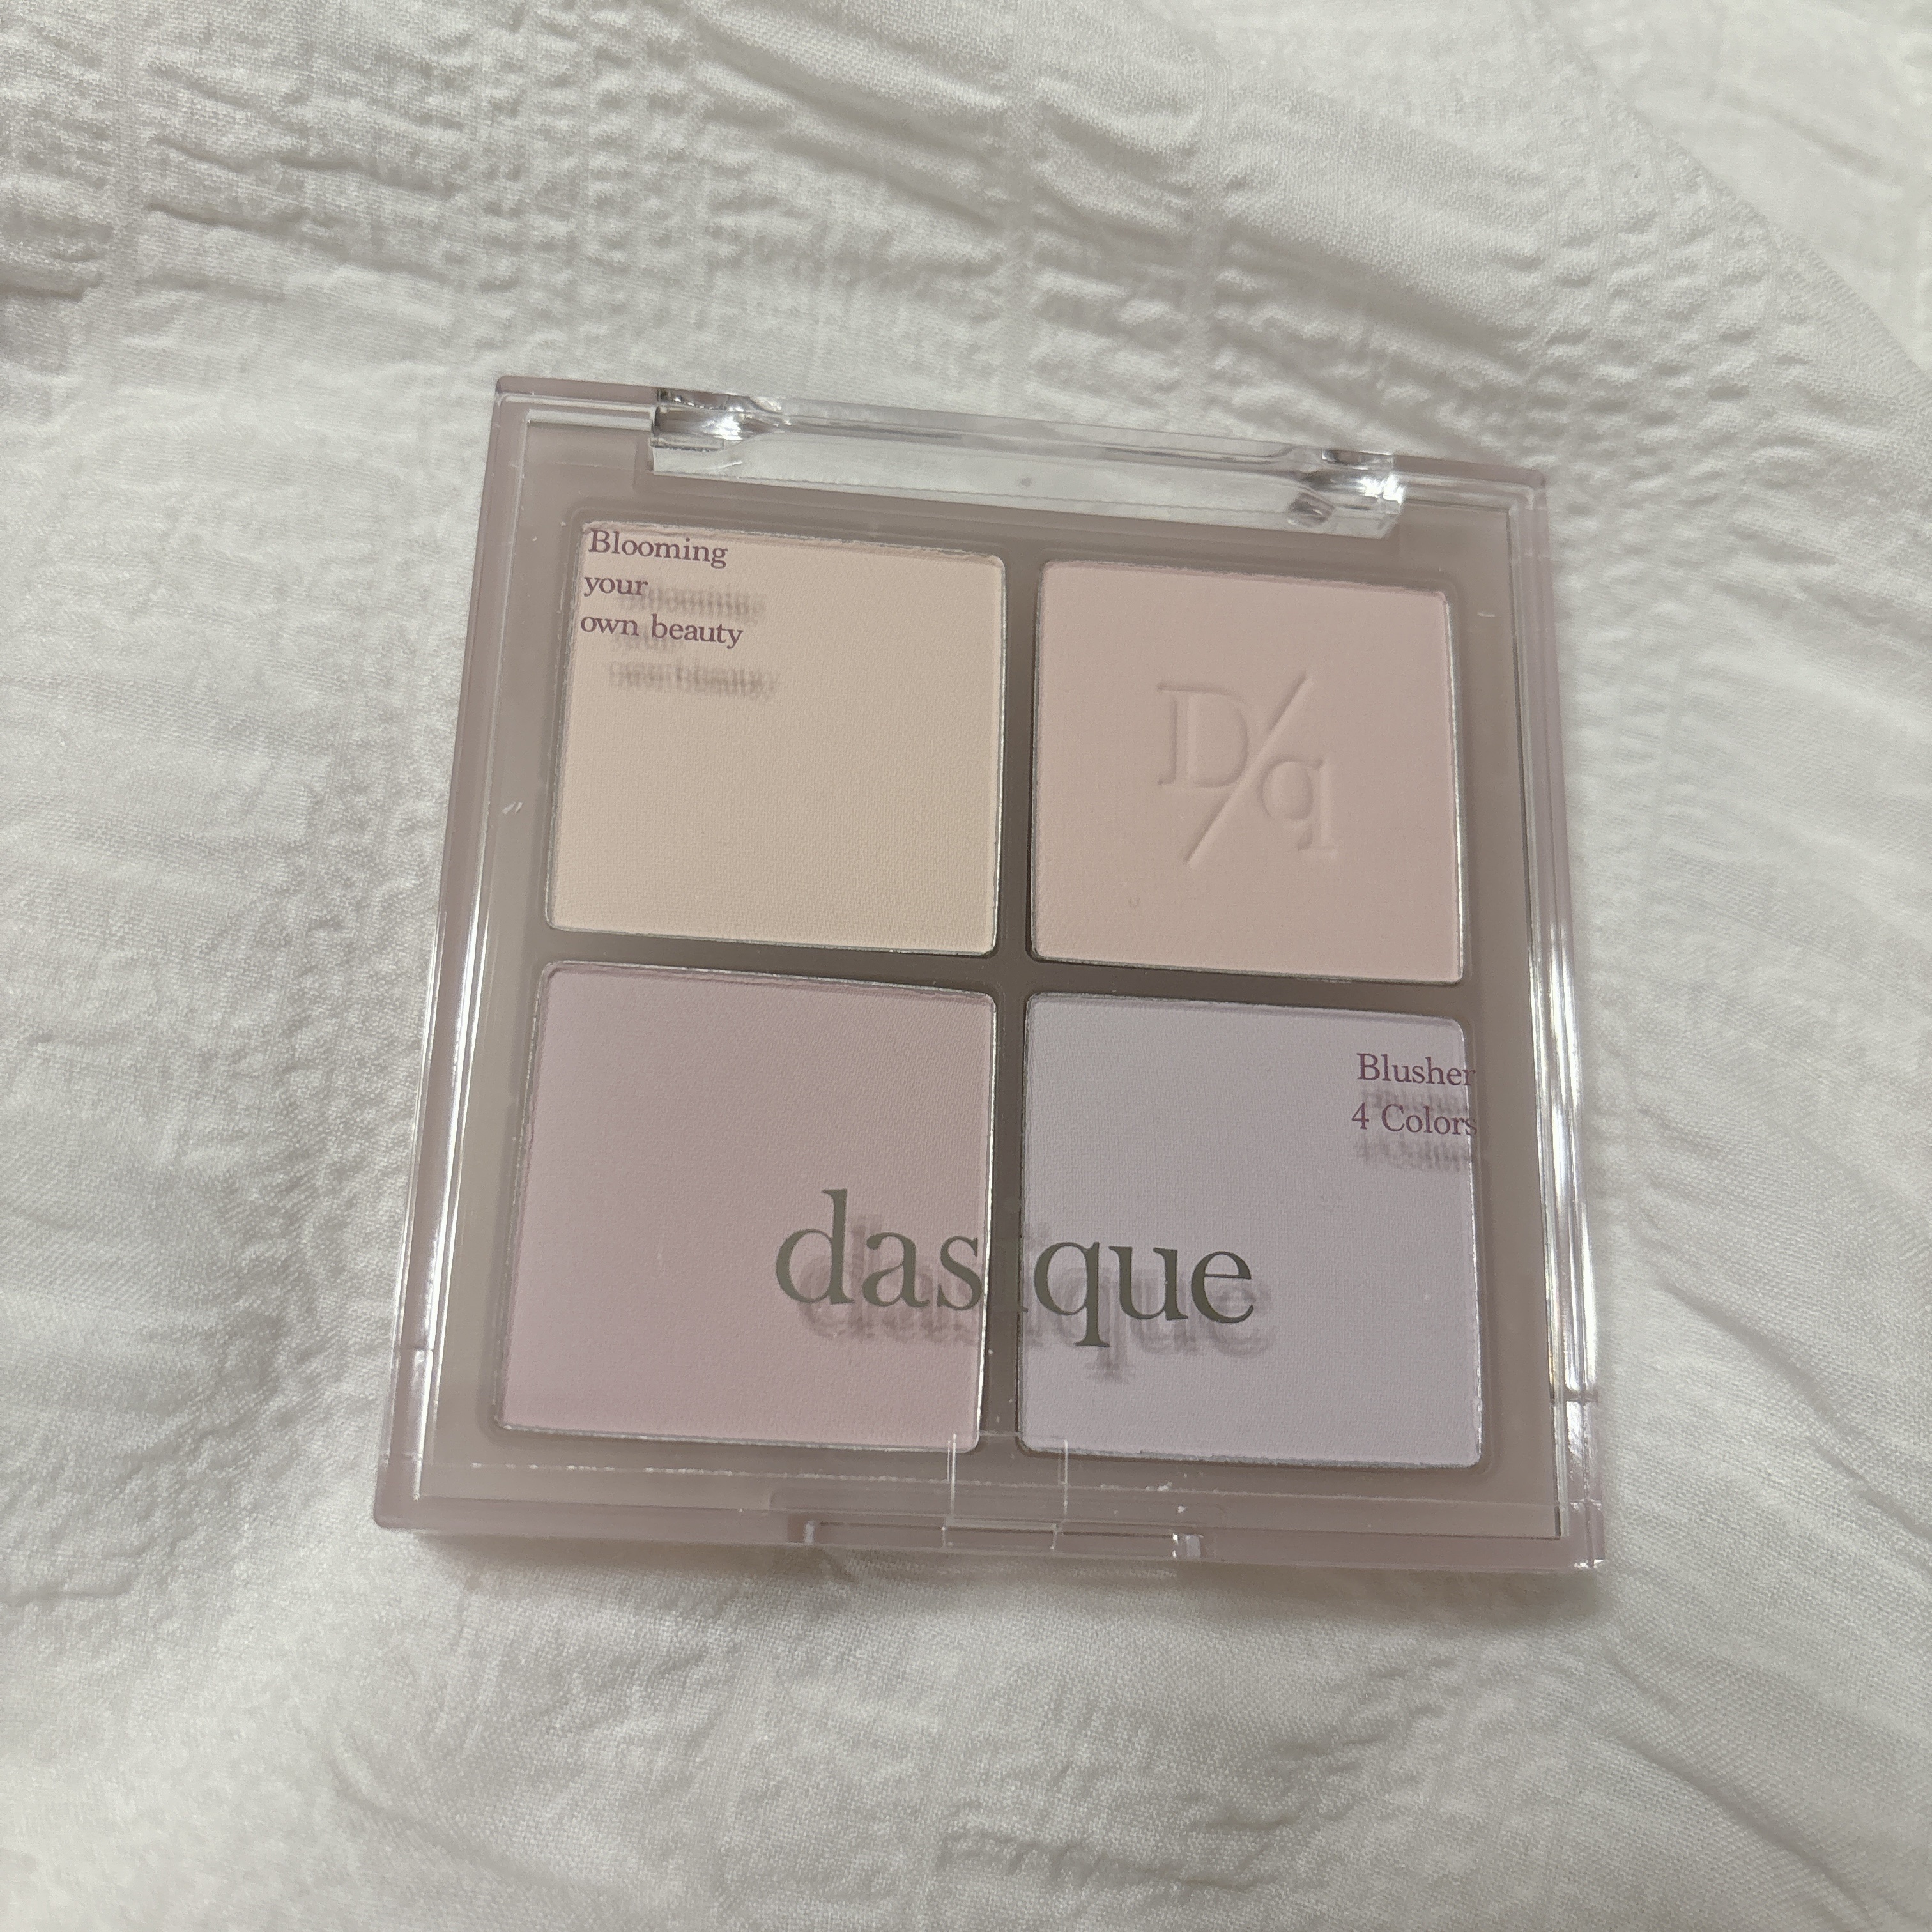 Blooming
your
own beauty
D/q
Blusher
4 Colors
dasique